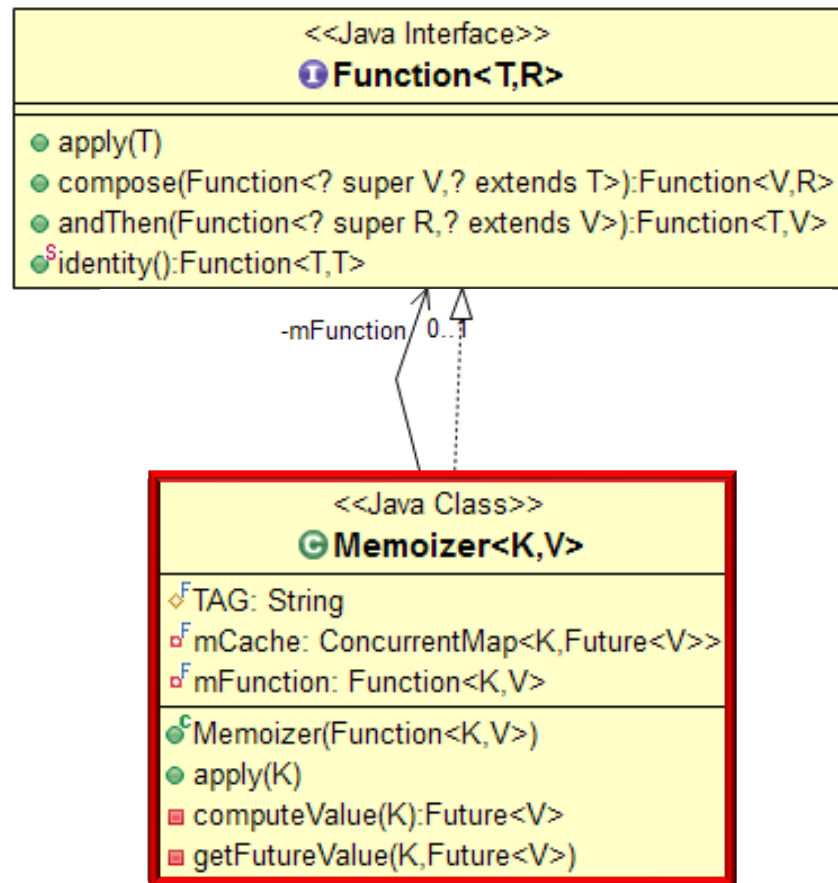 <<Java Interface>>
I Function<T,R>
apply(T)
compose(Function<? super V,? extends T>):Function<V,R>
andThen(Function<? super R,? extends V>):Function<T,V>
S identity():Function<T,T>
-mFunction 0..1
<<Java Class>>
C Memoizer<K,V>
F TAG: String
F mCache: ConcurrentMap<K,Future<V>>
F mFunction: Function<K,V>
C Memoizer(Function<K,V>)
apply(K)
computeValue(K):Future<V>
getFutureValue(K,Future<V>)